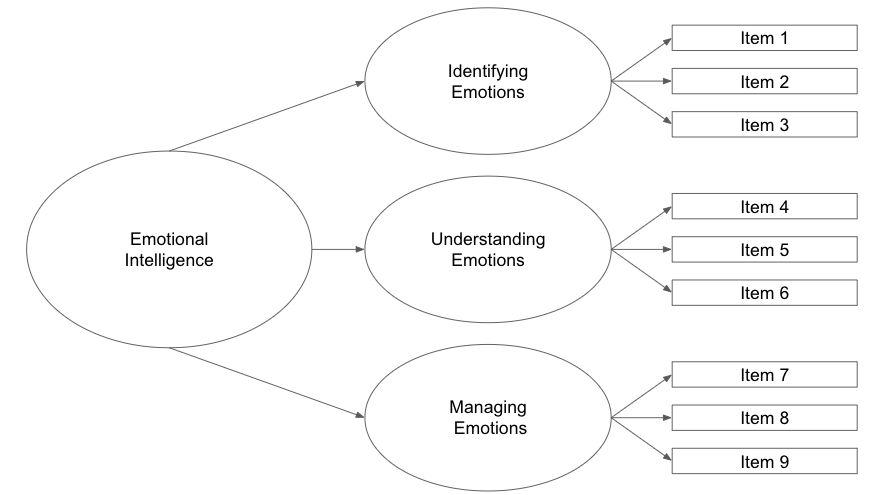 Emotional
Intelligence
Identifying
Emotions
Item 1
Item 2
Item 3
Understanding
Emotions
Item 4
Item 5
Item 6
Managing
Emotions
Item 7
Item 8
Item 9